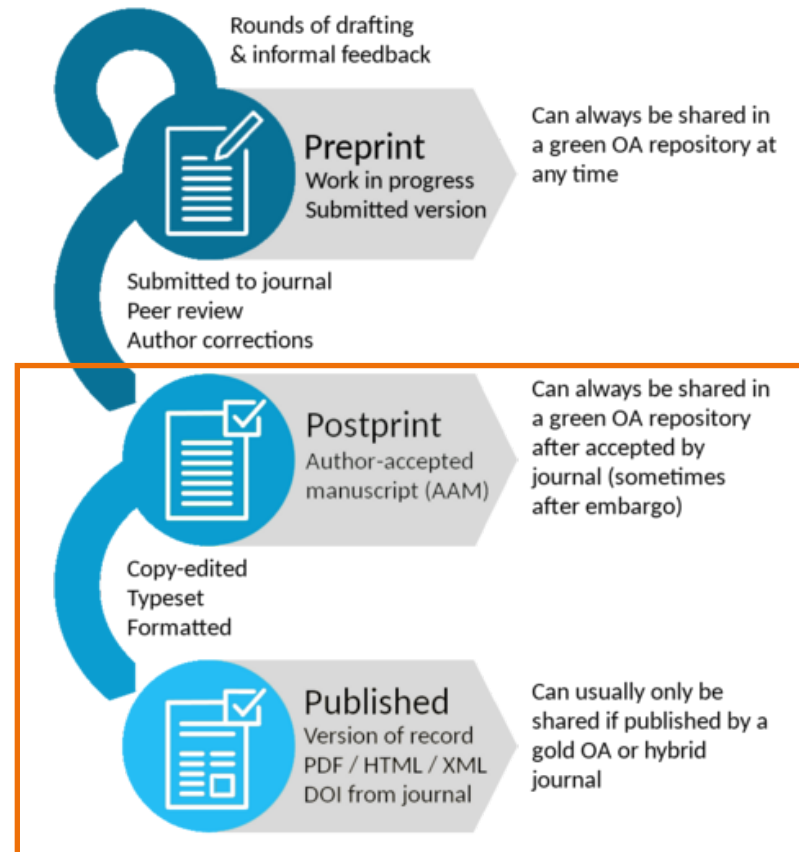 Rounds of drafting
& informal feedback
Preprint
Work in progress
Submitted version
Can always be shared in
a green OA repository at
any time
Submitted to journal
Peer review
Author corrections
Postprint
Author-accepted
manuscript (AAM)
Can always be shared in
a green OA repository
after accepted by
journal (sometimes
after embargo)
Copy-edited
Typeset
Formatted
Published
Version of record
PDF / HTML / XML
DOI from journal
Can usually only be
shared if published by a
gold OA or hybrid
journal